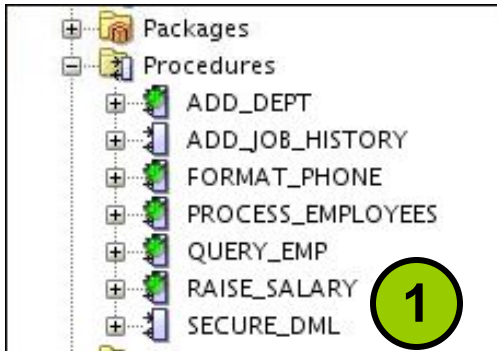 Packages
Procedures
ADD_DEPT
ADD_JOB_HISTORY
FORMAT_PHONE
PROCESS_EMPLOYEES
QUERY_EMP
RAISE_SALARY
SECURE_DML
1